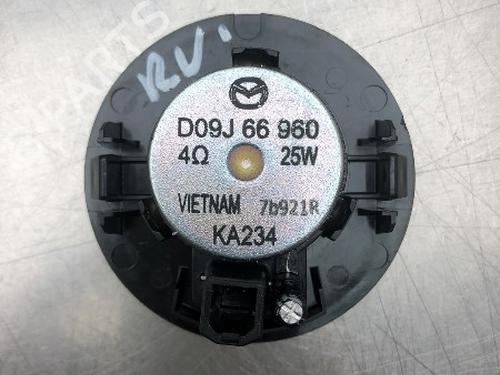 RV.
D09J 66 960
4Ω 25W
VIETNAM 7b921R
KA234